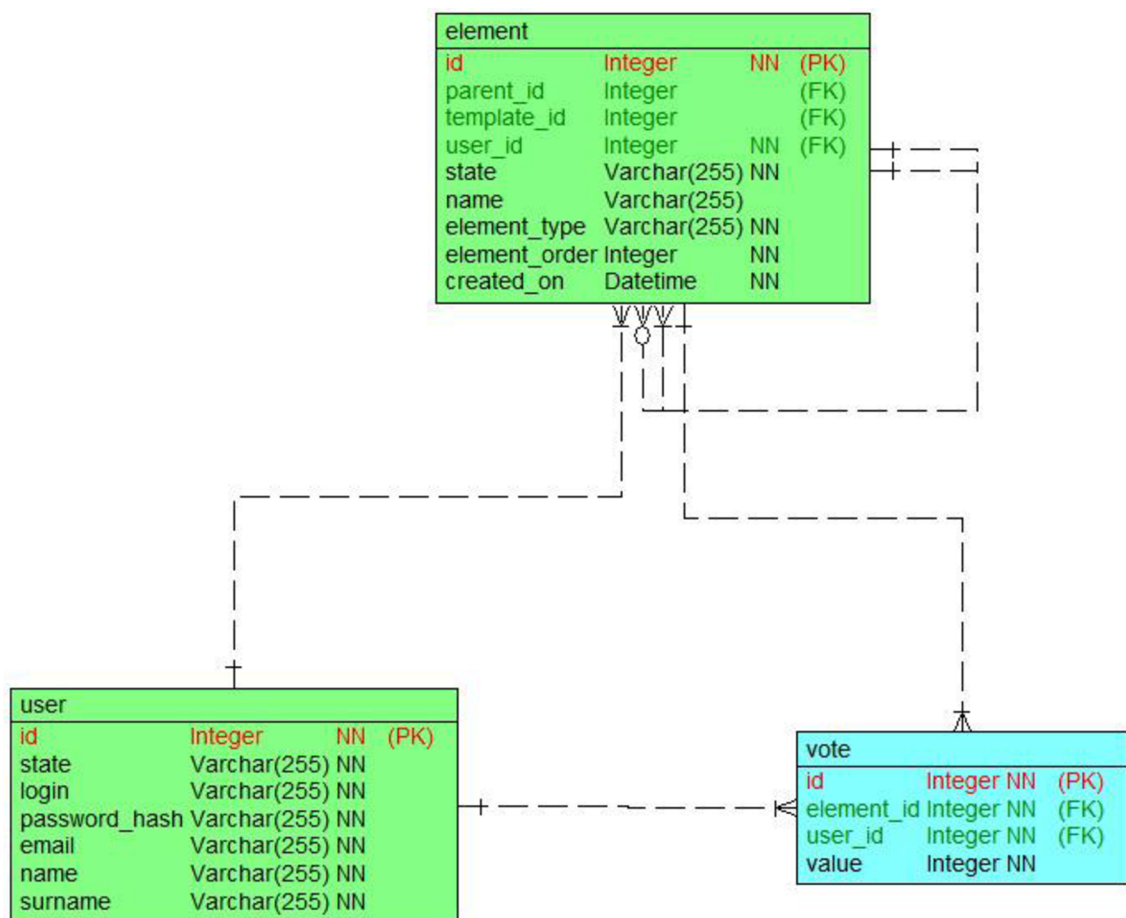 element
id Integer NN (PK)
parent_id Integer (FK)
template_id Integer (FK)
user_id Integer NN (FK)
state Varchar(255) NN
name Varchar(255)
element_type Varchar(255) NN
element_order Integer NN
created_on Datetime NN
user
id Integer NN (PK)
state Varchar(255) NN
login Varchar(255) NN
password_hash Varchar(255) NN
email Varchar(255) NN
name Varchar(255) NN
surname Varchar(255) NN
vote
id Integer NN (PK)
element_id Integer NN (FK)
user_id Integer NN (FK)
value Integer NN